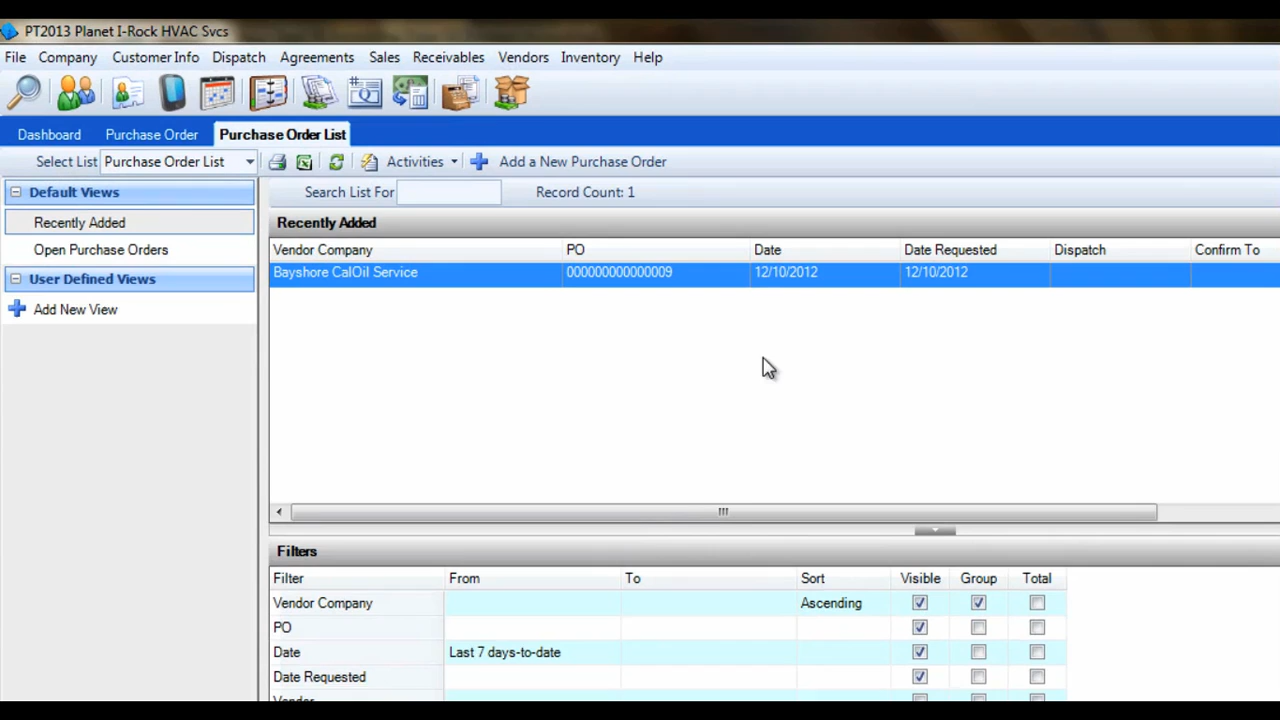 PT2013 Planet I-Rock HVAC Svcs
File Company Customer Info Dispatch Agreements Sales Receivables Vendors Inventory Help
Dashboard Purchase Order Purchase Order List
Select List Purchase Order List Activities Add a New Purchase Order
Default Views
Search List For Record Count: 1
Recently Added
Recently Added
Open Purchase Orders
Vendor Company PO Date Date Requested Dispatch Confirm To
Bayshore CalOil Service 000000000000009 12/10/2012 12/10/2012
User Defined Views
Add New View
Filters
Filter From To Sort Visible Group Total
Vendor Company Ascending
PO
Date Last 7 days-to-date
Date Requested
Vendor